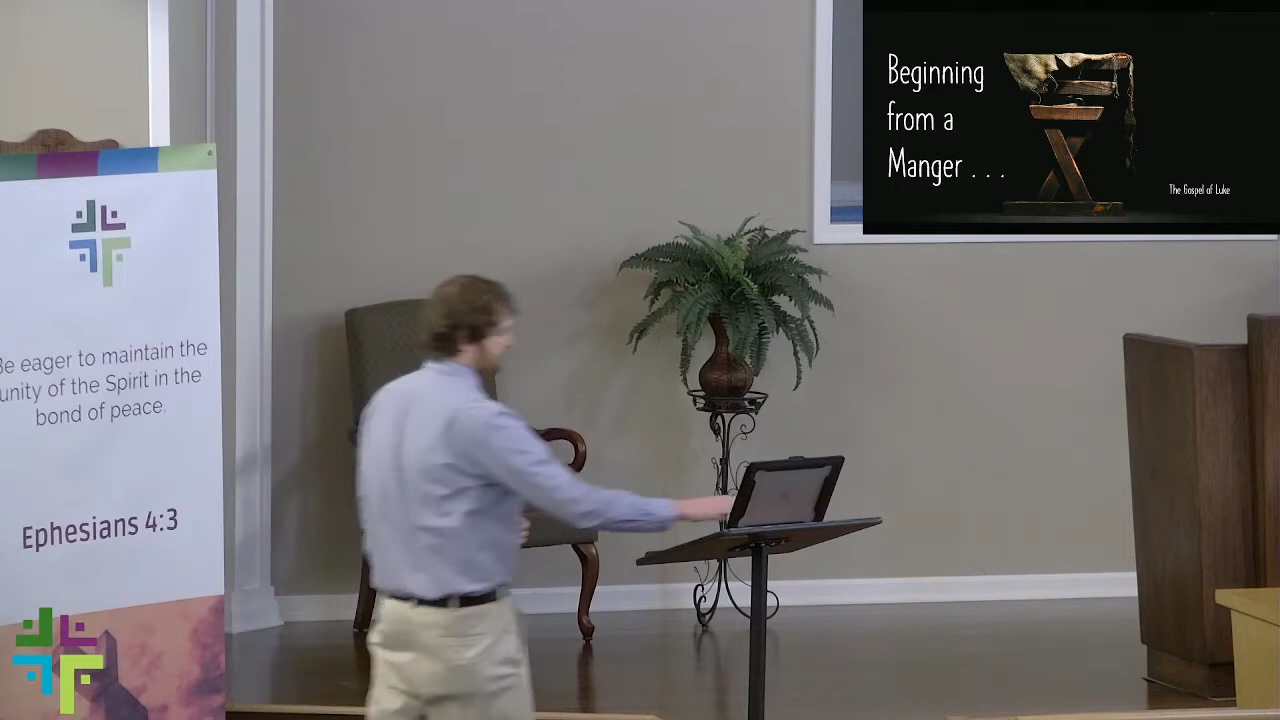 Beginning
from a
Manger . . .
The Gospel of Luke
Be eager to maintain the
unity of the Spirit in the
bond of peace.
Ephesians 4:3